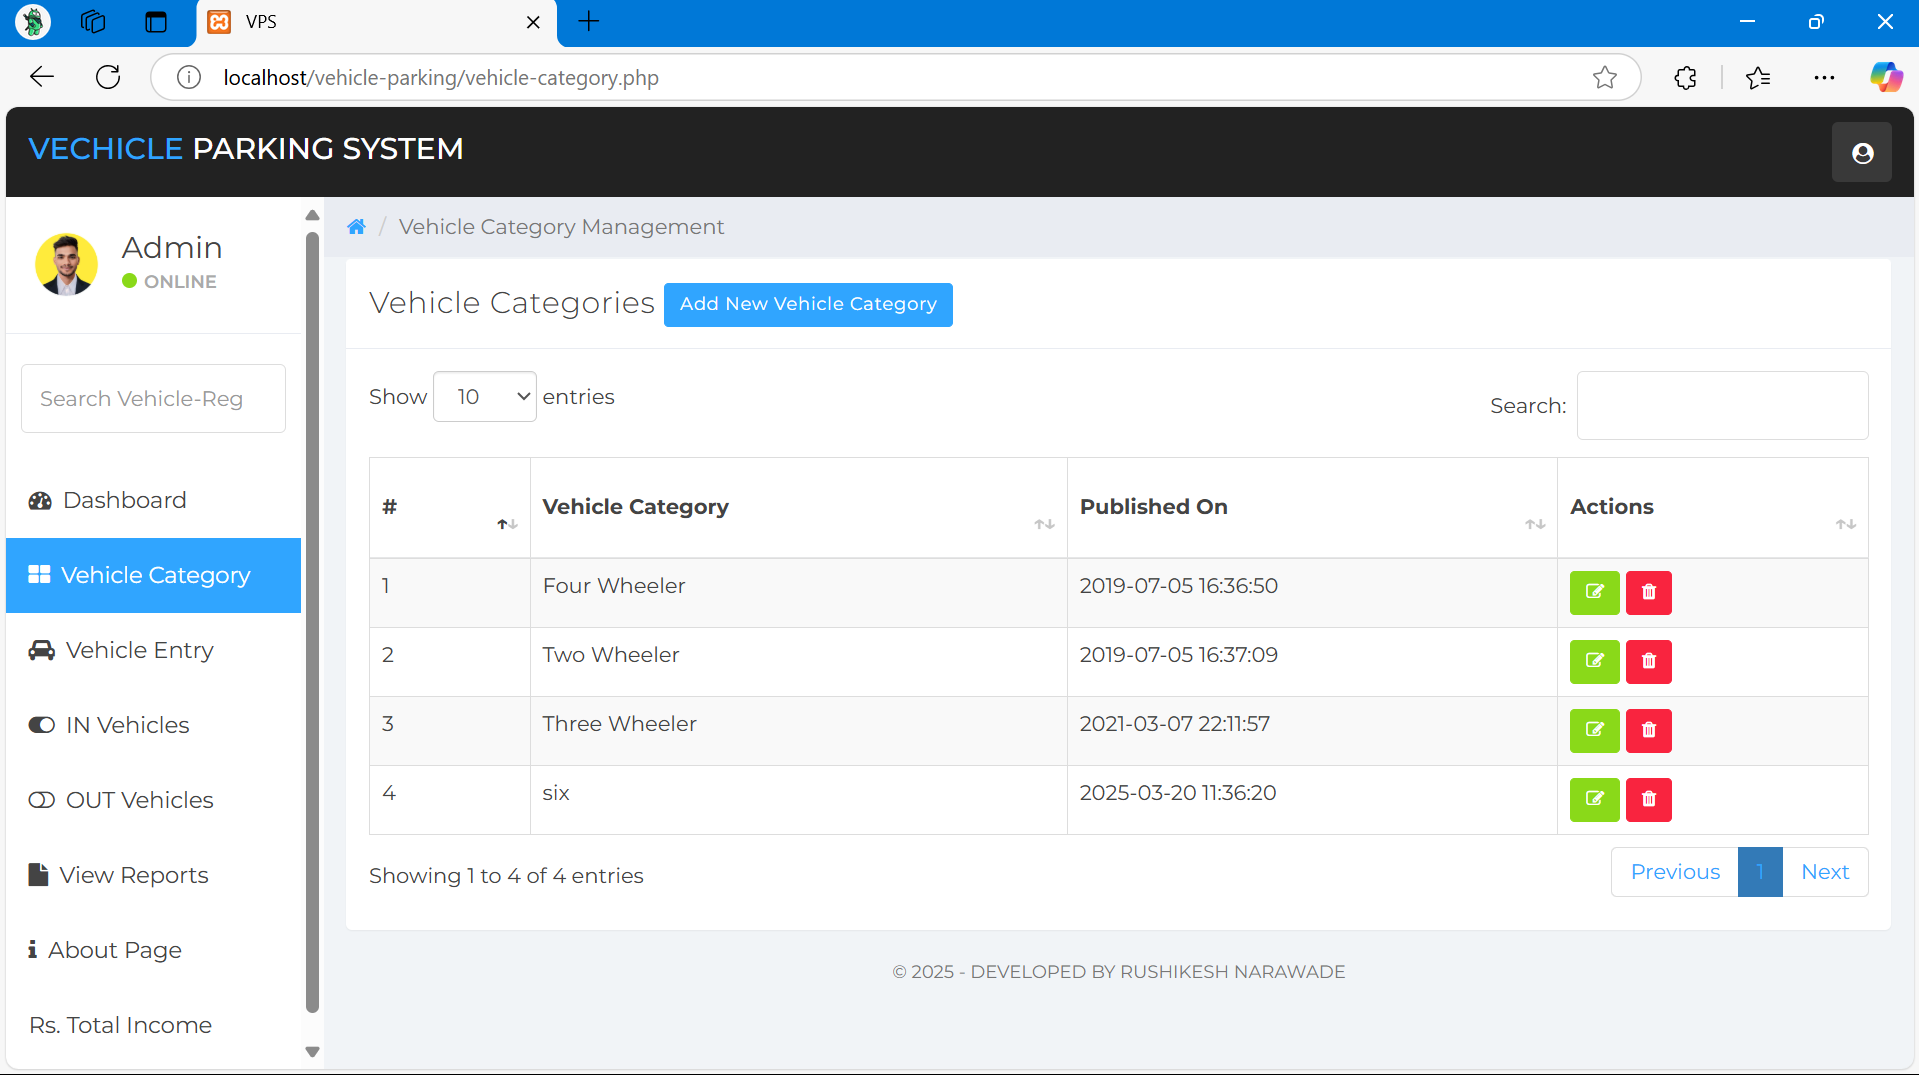 VPS
localhost/vehicle-parking/vehicle-category.php
VECHICLE PARKING SYSTEM
Admin
ONLINE
Search Vehicle-Reg
Dashboard
Vehicle Category
Vehicle Entry
IN Vehicles
OUT Vehicles
View Reports
About Page
Rs. Total Income
/ Vehicle Category Management
Vehicle Categories Add New Vehicle Category
Show 10 entries
Search:
# Vehicle Category Published On Actions
1 Four Wheeler 2019-07-05 16:36:50
2 Two Wheeler 2019-07-05 16:37:09
3 Three Wheeler 2021-03-07 22:11:57
4 six 2025-03-20 11:36:20
Showing 1 to 4 of 4 entries
Previous 1 Next
© 2025 - DEVELOPED BY RUSHIKESH NARAWADE